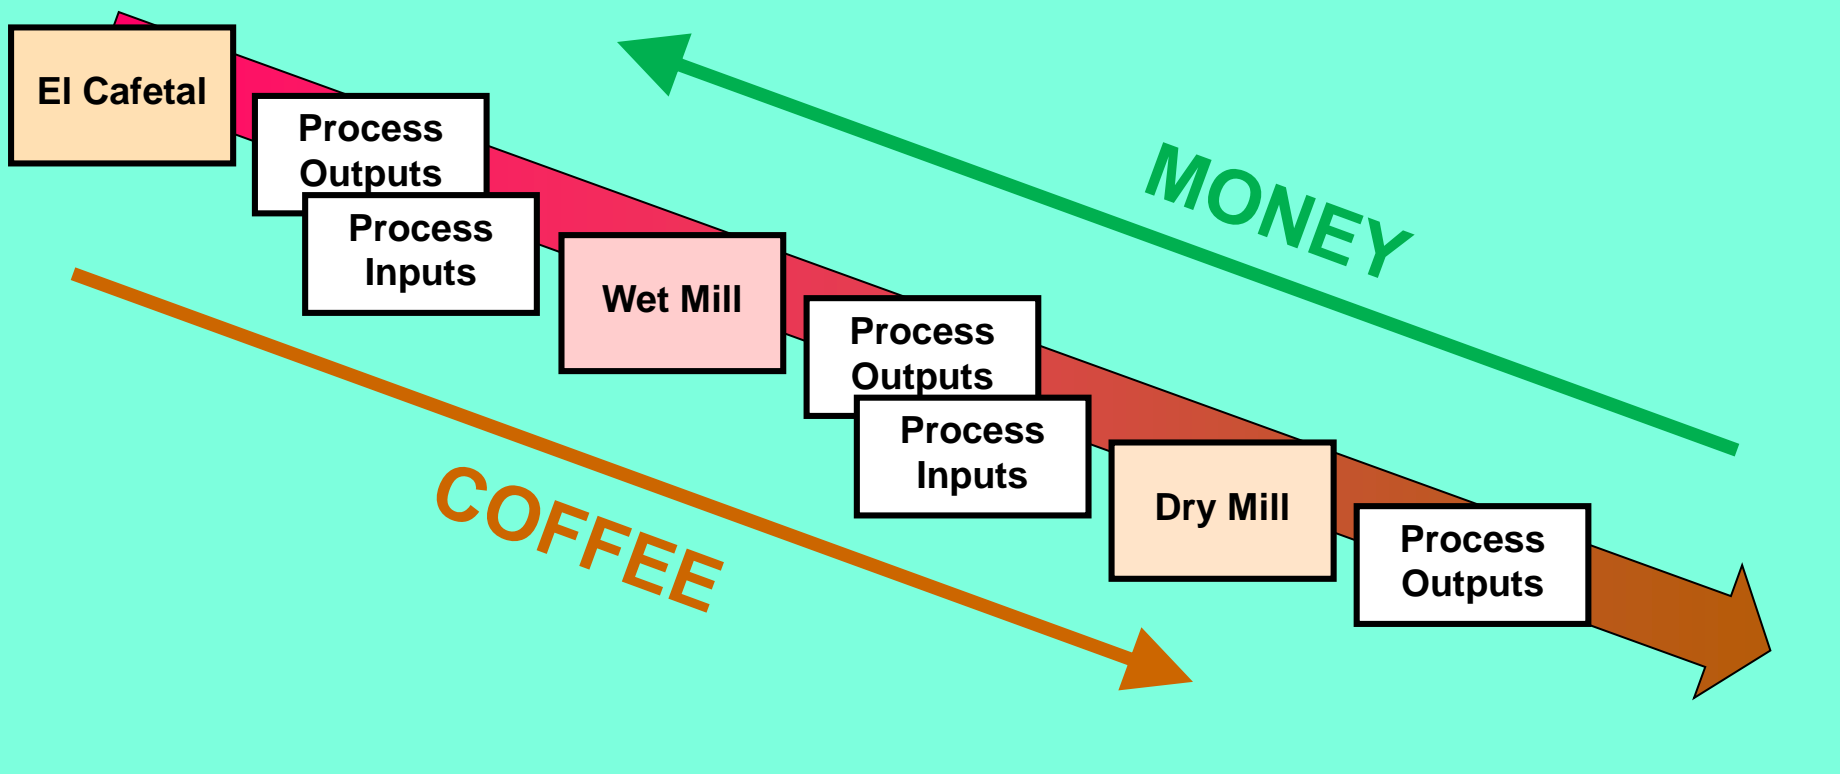 El Cafetal
Process
Outputs
Process
Inputs
Wet Mill
Process
Outputs
Process
Inputs
Dry Mill
Process
Outputs
MONEY
COFFEE